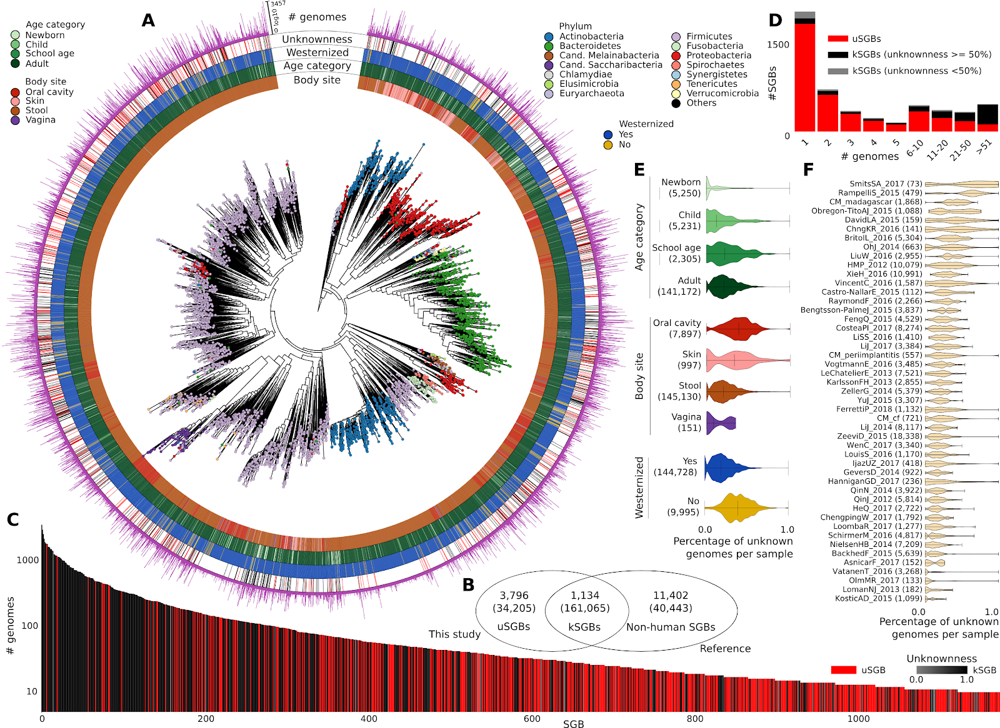 A
3457
log10
0
# genomes
Unknownness
Westernized
Age category
Body site
Age category
Newborn
Child
School age
Adult
Body site
Oral cavity
Skin
Stool
Vagina
Phylum
Actinobacteria
Bacteroidetes
Cand. Melainabacteria
Cand. Saccharibacteria
Chlamydiae
Elusimicrobia
Euryarchaeota
Firmicutes
Fusobacteria
Proteobacteria
Spirochaetes
Synergistetes
Tenericutes
Verrucomicrobia
Others
Westernized
Yes
No
D
#SGBs
1500
0
uSGBs
kSGBs (unknownness >= 50%)
kSGBs (unknownness <50%)
1
2
3
4
5
6-10
11-20
21-50
>51
# genomes
E
Age category
Newborn
(5,250)
Child
(5,231)
School age
(2,305)
Adult
(141,172)
Body site
Oral cavity
(7,897)
Skin
(997)
Stool
(145,130)
Vagina
(151)
Westernized
Yes
(144,728)
No
(9,995)
0.0
1.0
Percentage of unknown
genomes per sample
F
SmitsSA_2017 (73)
RampelliS_2015 (479)
CM_madagascar (1,868)
Obregon-TitoAJ_2015 (1,088)
DavidLA_2015 (159)
ChngKR_2016 (141)
BritoIL_2016 (5,304)
OhJ_2014 (663)
LiuW_2016 (2,955)
HMP_2012 (10,079)
XieH_2016 (10,991)
VincentC_2016 (1,587)
Castro-NallarE_2015 (112)
RaymondF_2016 (2,266)
Bengtsson-PalmeJ_2015 (3,837)
FengQ_2015 (4,529)
CosteaPI_2017 (8,274)
LiSS_2016 (1,410)
LiJ_2017 (3,384)
CM_periimplantitis (557)
VogtmannE_2016 (3,485)
LeChatelierE_2013 (7,521)
KarlssonFH_2013 (2,855)
ZellerG_2014 (5,379)
YuJ_2015 (3,307)
FerrettiP_2018 (1,132)
CM_cf (721)
LiJ_2014 (8,117)
ZeeviD_2015 (18,338)
WenC_2017 (3,340)
LouisS_2016 (1,170)
IjazUZ_2017 (418)
GeversD_2014 (922)
HanniganGD_2017 (236)
QinN_2014 (3,922)
QinJ_2012 (5,814)
HeQ_2017 (2,722)
ChengpingW_2017 (1,792)
LoombaR_2017 (1,277)
SchirmerM_2016 (4,817)
NielsenHB_2014 (7,209)
BackhedF_2015 (5,639)
AsnicarF_2017 (152)
VatanenT_2016 (3,268)
OlmMR_2017 (133)
LomanNJ_2013 (182)
KosticAD_2015 (1,099)
0.0
1.0
Percentage of unknown
genomes per sample
B
3,796
(34,205)
uSGBs
1,134
(161,065)
kSGBs
11,402
(40,443)
Non-human SGBs
This study
Reference
C
# genomes
1000
100
10
0
200
400
600
800
1000
SGB
uSGB
Unknownness
kSGB
0.0
1.0